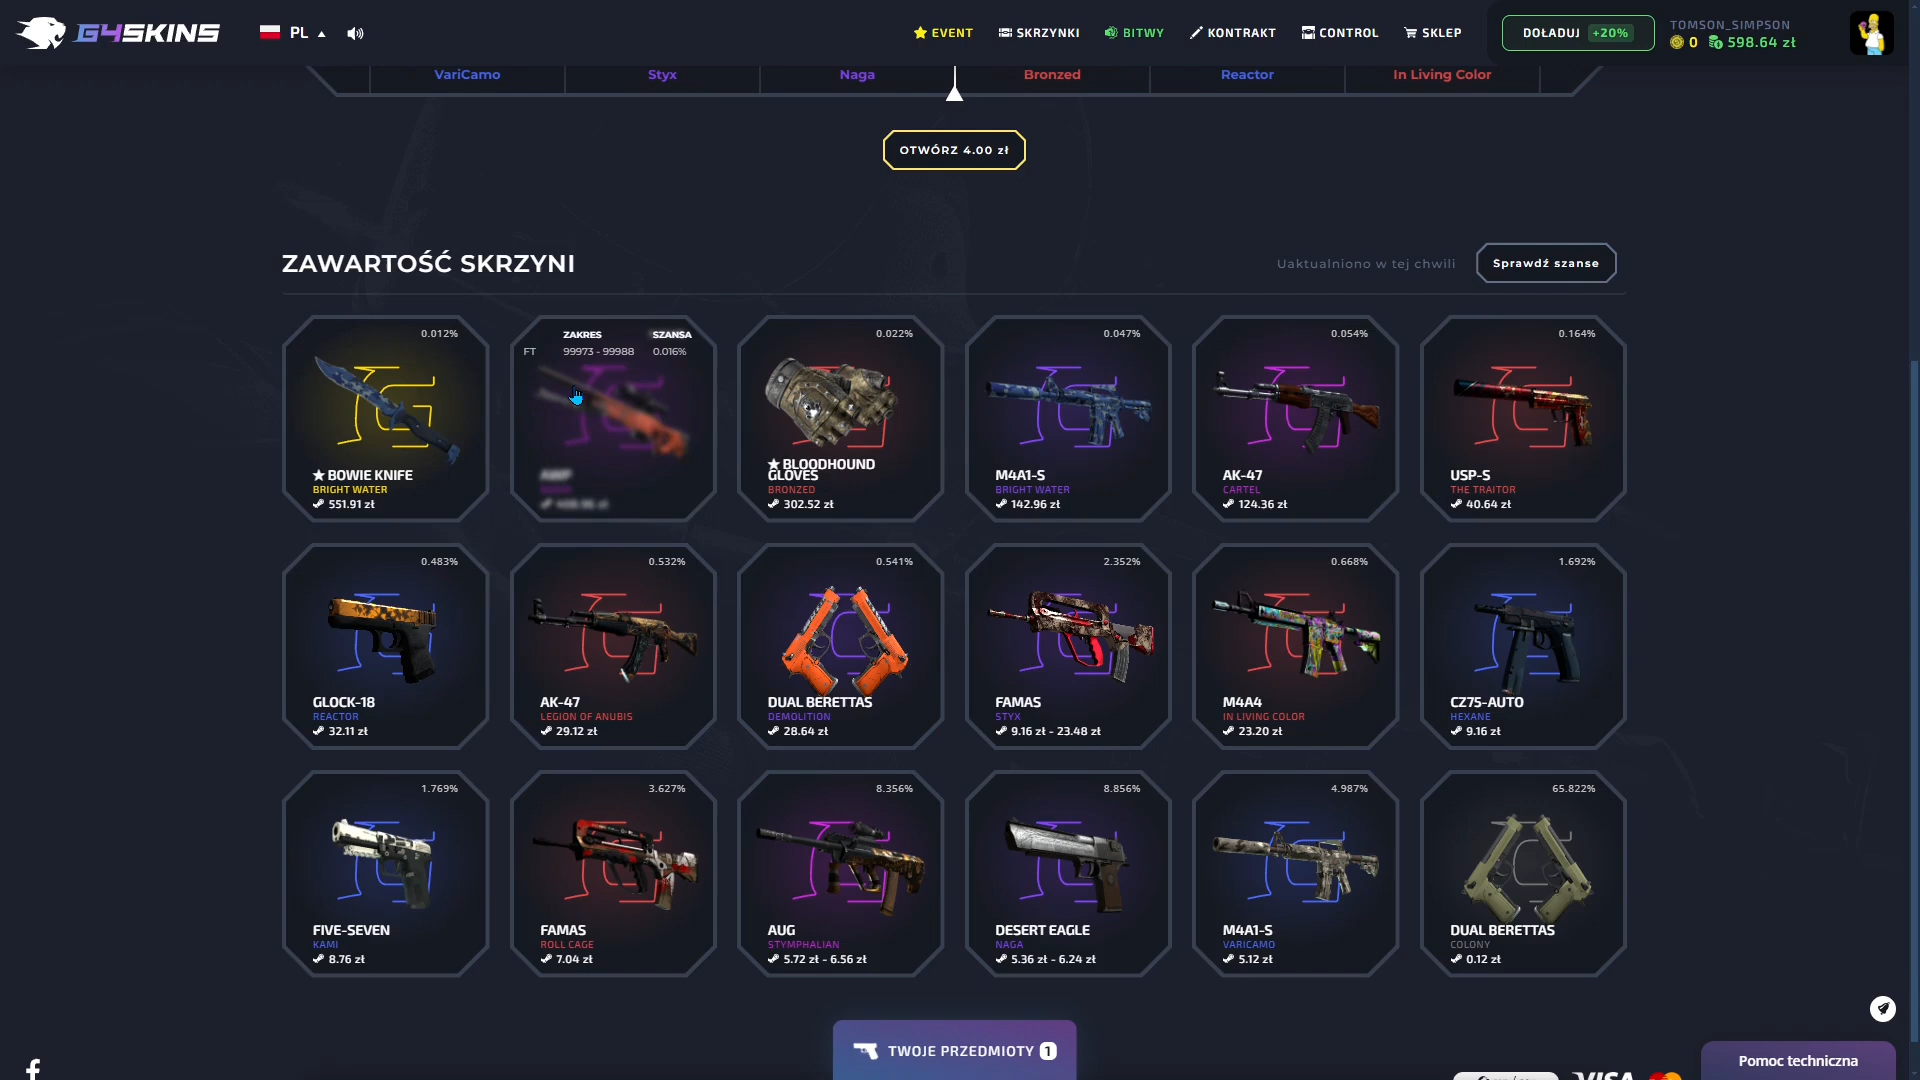 G4SKINS
PL
EVENT
SKRZYNKI
BITWY
KONTRAKT
CONTROL
SKLEP
DOŁADUJ +20%
TOMSON_SIMPSON
0 598.64 zł
VariCamo
Styx
Naga
Bronzed
Reactor
In Living Color
OTWÓRZ 4.00 zł
ZAWARTOŚĆ SKRZYNI
Uaktualniono w tej chwili
Sprawdź szanse
0.012%
★ BOWIE KNIFE
BRIGHT WATER
551.91 zł
ZAKRES SZANSA
FT 99973 - 99988 0.016%
AWP
0.022%
★ BLOODHOUND
GLOVES
BRONZED
302.52 zł
0.047%
M4A1-S
BRIGHT WATER
142.96 zł
0.054%
AK-47
CARTEL
124.36 zł
0.164%
USP-S
THE TRAITOR
40.64 zł
0.483%
GLOCK-18
REACTOR
32.11 zł
0.532%
AK-47
LEGION OF ANUBIS
29.12 zł
0.541%
DUAL BERETTAS
DEMOLITION
28.64 zł
2.352%
FAMAS
STYX
9.16 zł - 23.48 zł
0.668%
M4A4
IN LIVING COLOR
23.20 zł
1.692%
CZ75-AUTO
HEXANE
9.16 zł
1.769%
FIVE-SEVEN
KAMI
8.76 zł
3.627%
FAMAS
ROLL CAGE
7.04 zł
8.356%
AUG
STYMPHALIAN
5.72 zł - 6.56 zł
8.856%
DESERT EAGLE
NAGA
5.36 zł - 6.24 zł
4.987%
M4A1-S
VARICAMO
5.12 zł
65.822%
DUAL BERETTAS
COLONY
0.12 zł
TWOJE PRZEDMIOTY 1
VISA
Pomoc techniczna